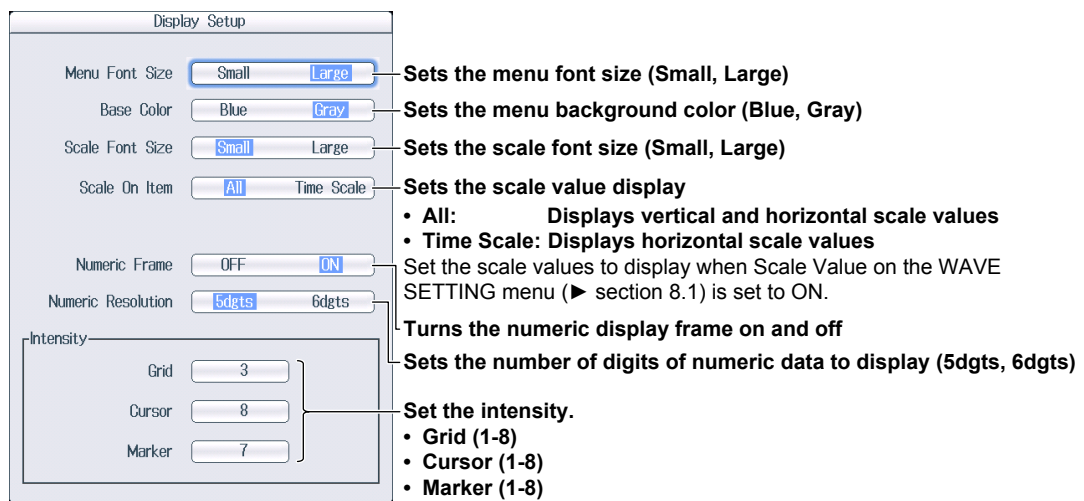 Display Setup
Menu Font Size Small Large Sets the menu font size (Small, Large)
Base Color Blue Gray Sets the menu background color (Blue, Gray)
Scale Font Size Small Large Sets the scale font size (Small, Large)
Scale On Item All Time Scale Sets the scale value display
• All: Displays vertical and horizontal scale values
• Time Scale: Displays horizontal scale values
Numeric Frame OFF ON Set the scale values to display when Scale Value on the WAVE
SETTING menu (► section 8.1) is set to ON.
Numeric Resolution 5dgts 6dgts
Turns the numeric display frame on and off
Intensity
Sets the number of digits of numeric data to display (5dgts, 6dgts)
Grid 3
Cursor 8 Set the intensity.
• Grid (1-8)
Marker 7 • Cursor (1-8)
• Marker (1-8)